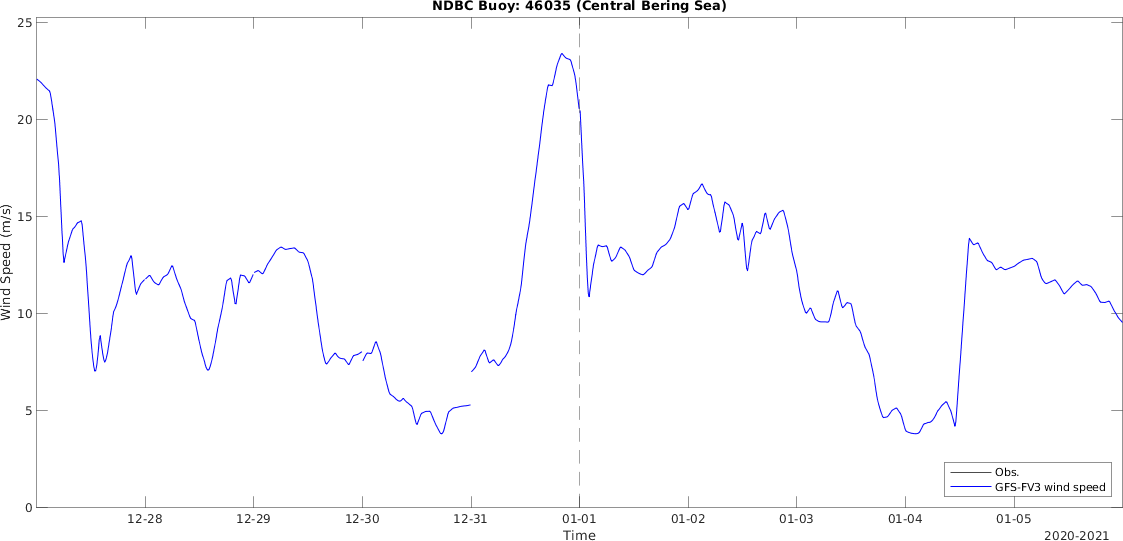 NDBC Buoy: 46035 (Central Bering Sea)
25
20
15
10
5
0
Wind Speed (m/s)
12-28 12-29 12-30 12-31 01-01 01-02 01-03 01-04 01-05
Time
2020-2021
Obs.
GFS-FV3 wind speed